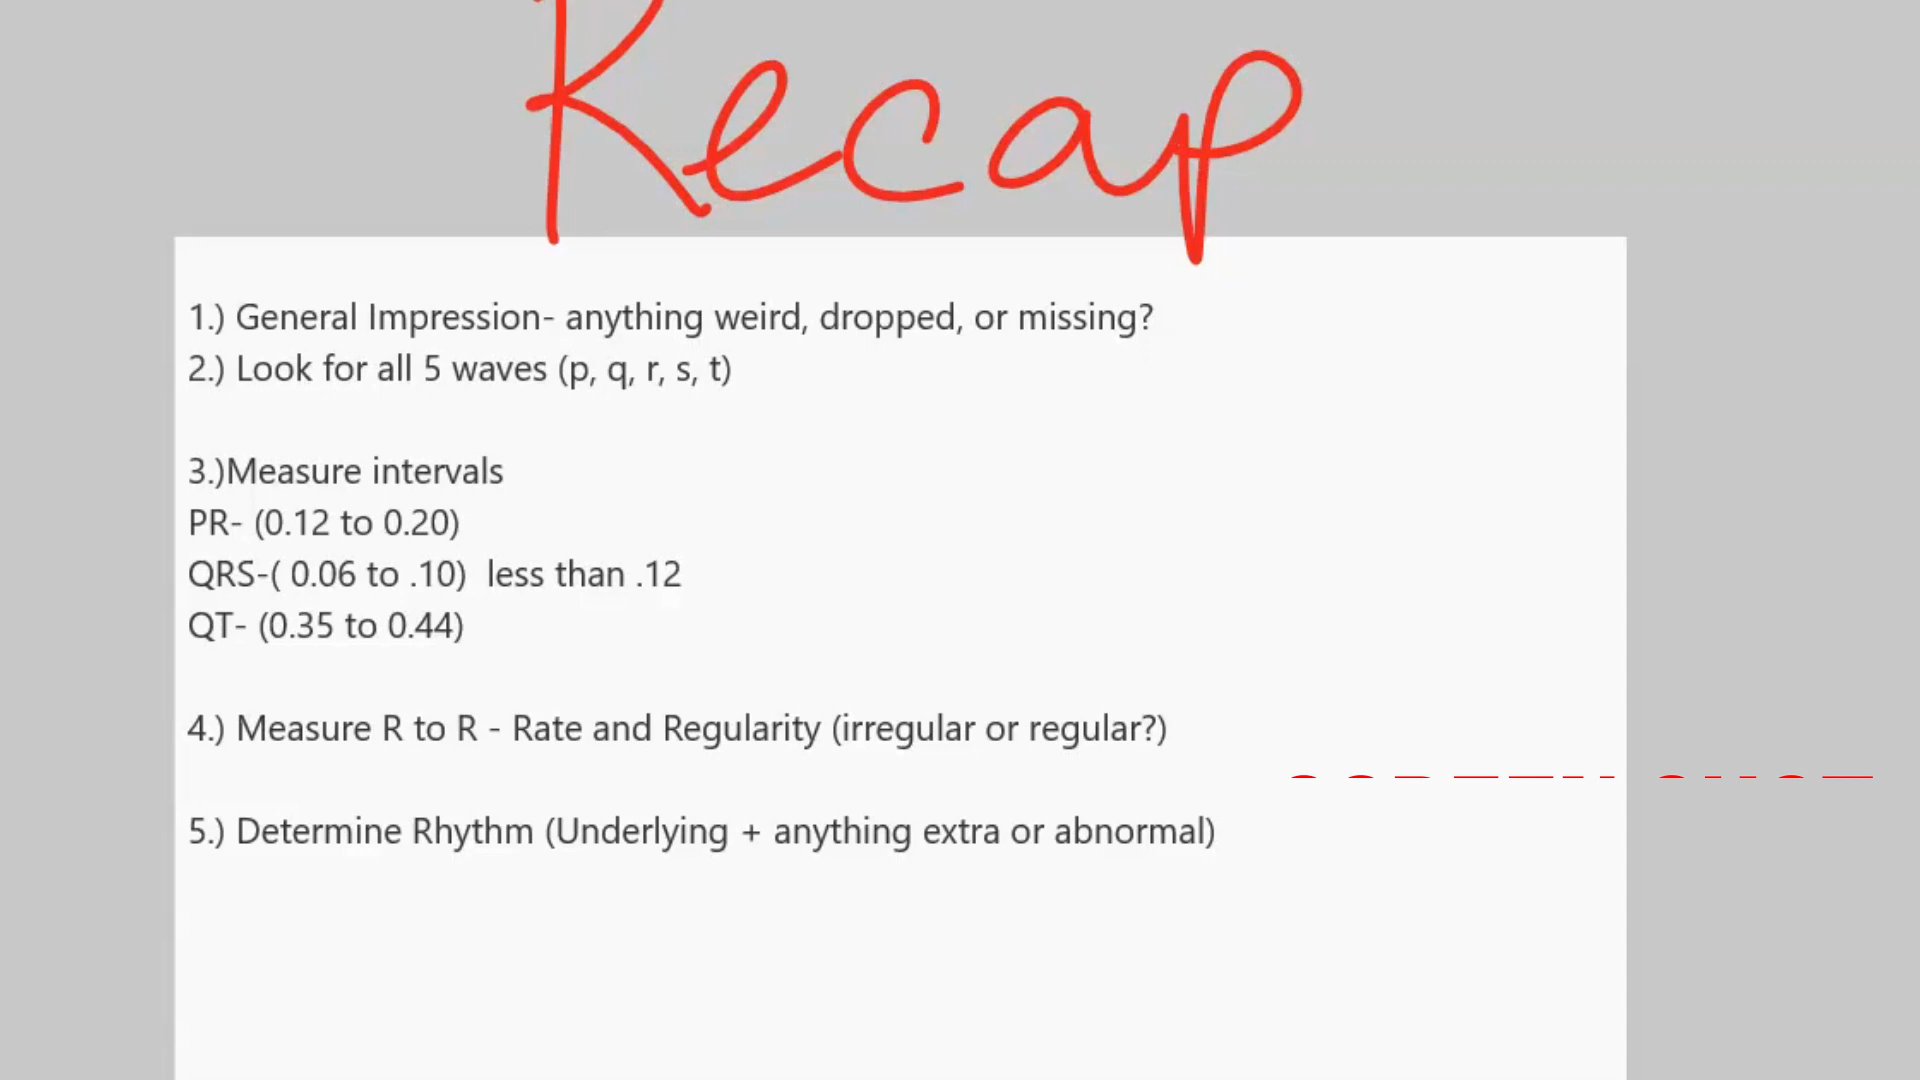 Recap
1.) General Impression- anything weird, dropped, or missing?
2.) Look for all 5 waves (p, q, r, s, t)
3.)Measure intervals
PR- (0.12 to 0.20)
QRS-( 0.06 to .10)  less than .12
QT- (0.35 to 0.44)
4.) Measure R to R - Rate and Regularity (irregular or regular?)
5.) Determine Rhythm (Underlying + anything extra or abnormal)